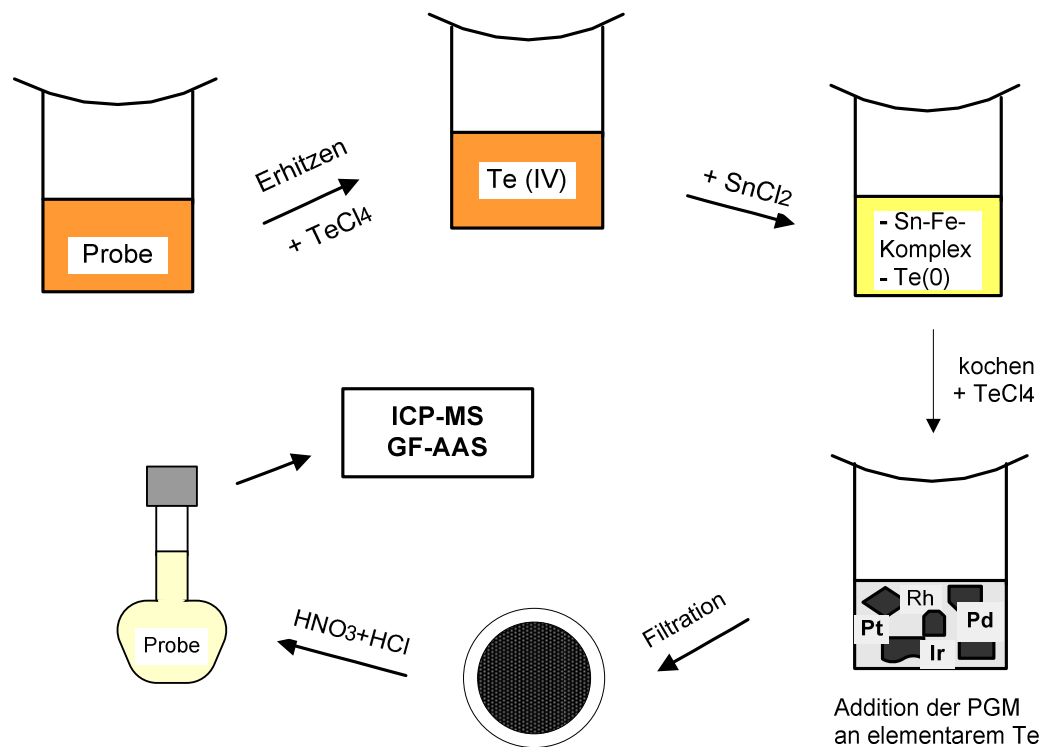 Probe
Erhitzen
+ TeCl4
Te (IV)
+ SnCl2
- Sn-Fe-
Komplex
- Te(0)
kochen
+ TeCl4
Rh
Pt
Pd
Ir
Addition der PGM
an elementarem Te
Filtration
HNO3+HCl
Probe
ICP-MS
GF-AAS